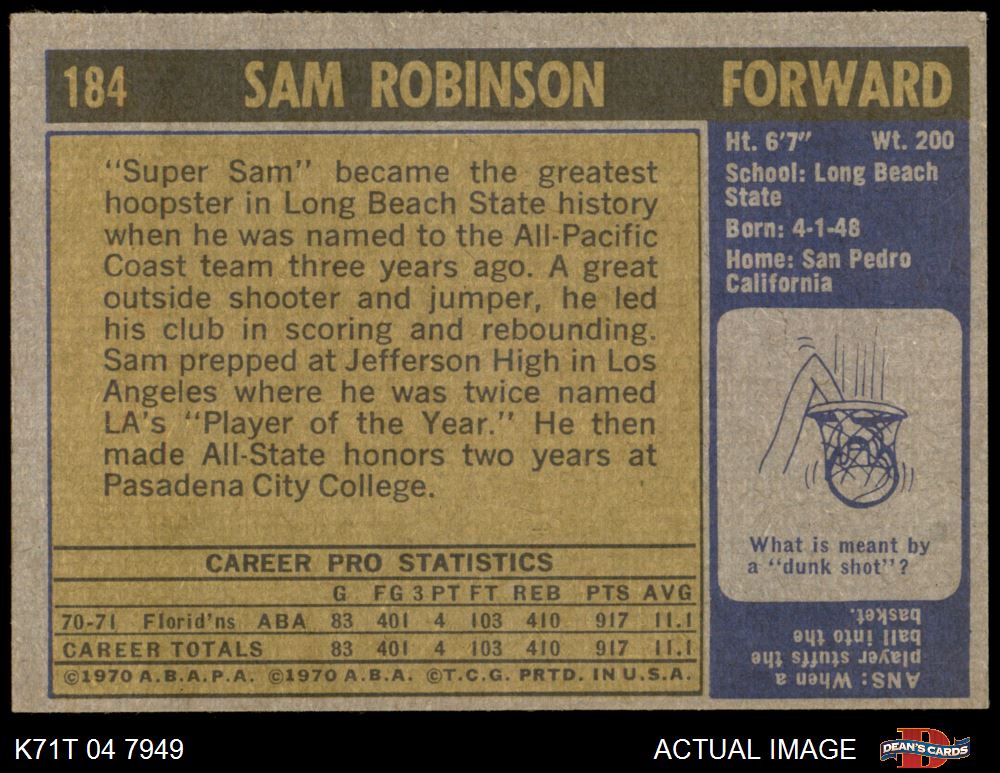 184 SAM ROBINSON FORWARD
"Super Sam" became the greatest
hoopster in Long Beach State history
when he was named to the All-Pacific
Coast team three years ago. A great
outside shooter and jumper, he led
his club in scoring and rebounding.
Sam prepped at Jefferson High in Los
Angeles where he was twice named
LA's "Player of the Year." He then
made All-State honors two years at
Pasadena City College.
CAREER PRO STATISTICS
G FG 3 PT FT REB PTS AVG
70-71 Florid'ns ABA 83 401 4 103 410 917 11.1
CAREER TOTALS 83 401 4 103 410 917 11.1
©1970 A.B.A.P.A. ©1970 A.B.A. ©T.C.G. PRTD. IN U.S.A.
Ht. 6'7" Wt. 200
School: Long Beach
State
Born: 4-1-48
Home: San Pedro
California
What is meant by
a "dunk shot"?
ANS: When a
player stuffs the
ball into the
basket.
K71T 04 7949 ACTUAL IMAGE
DEAN'S CARDS